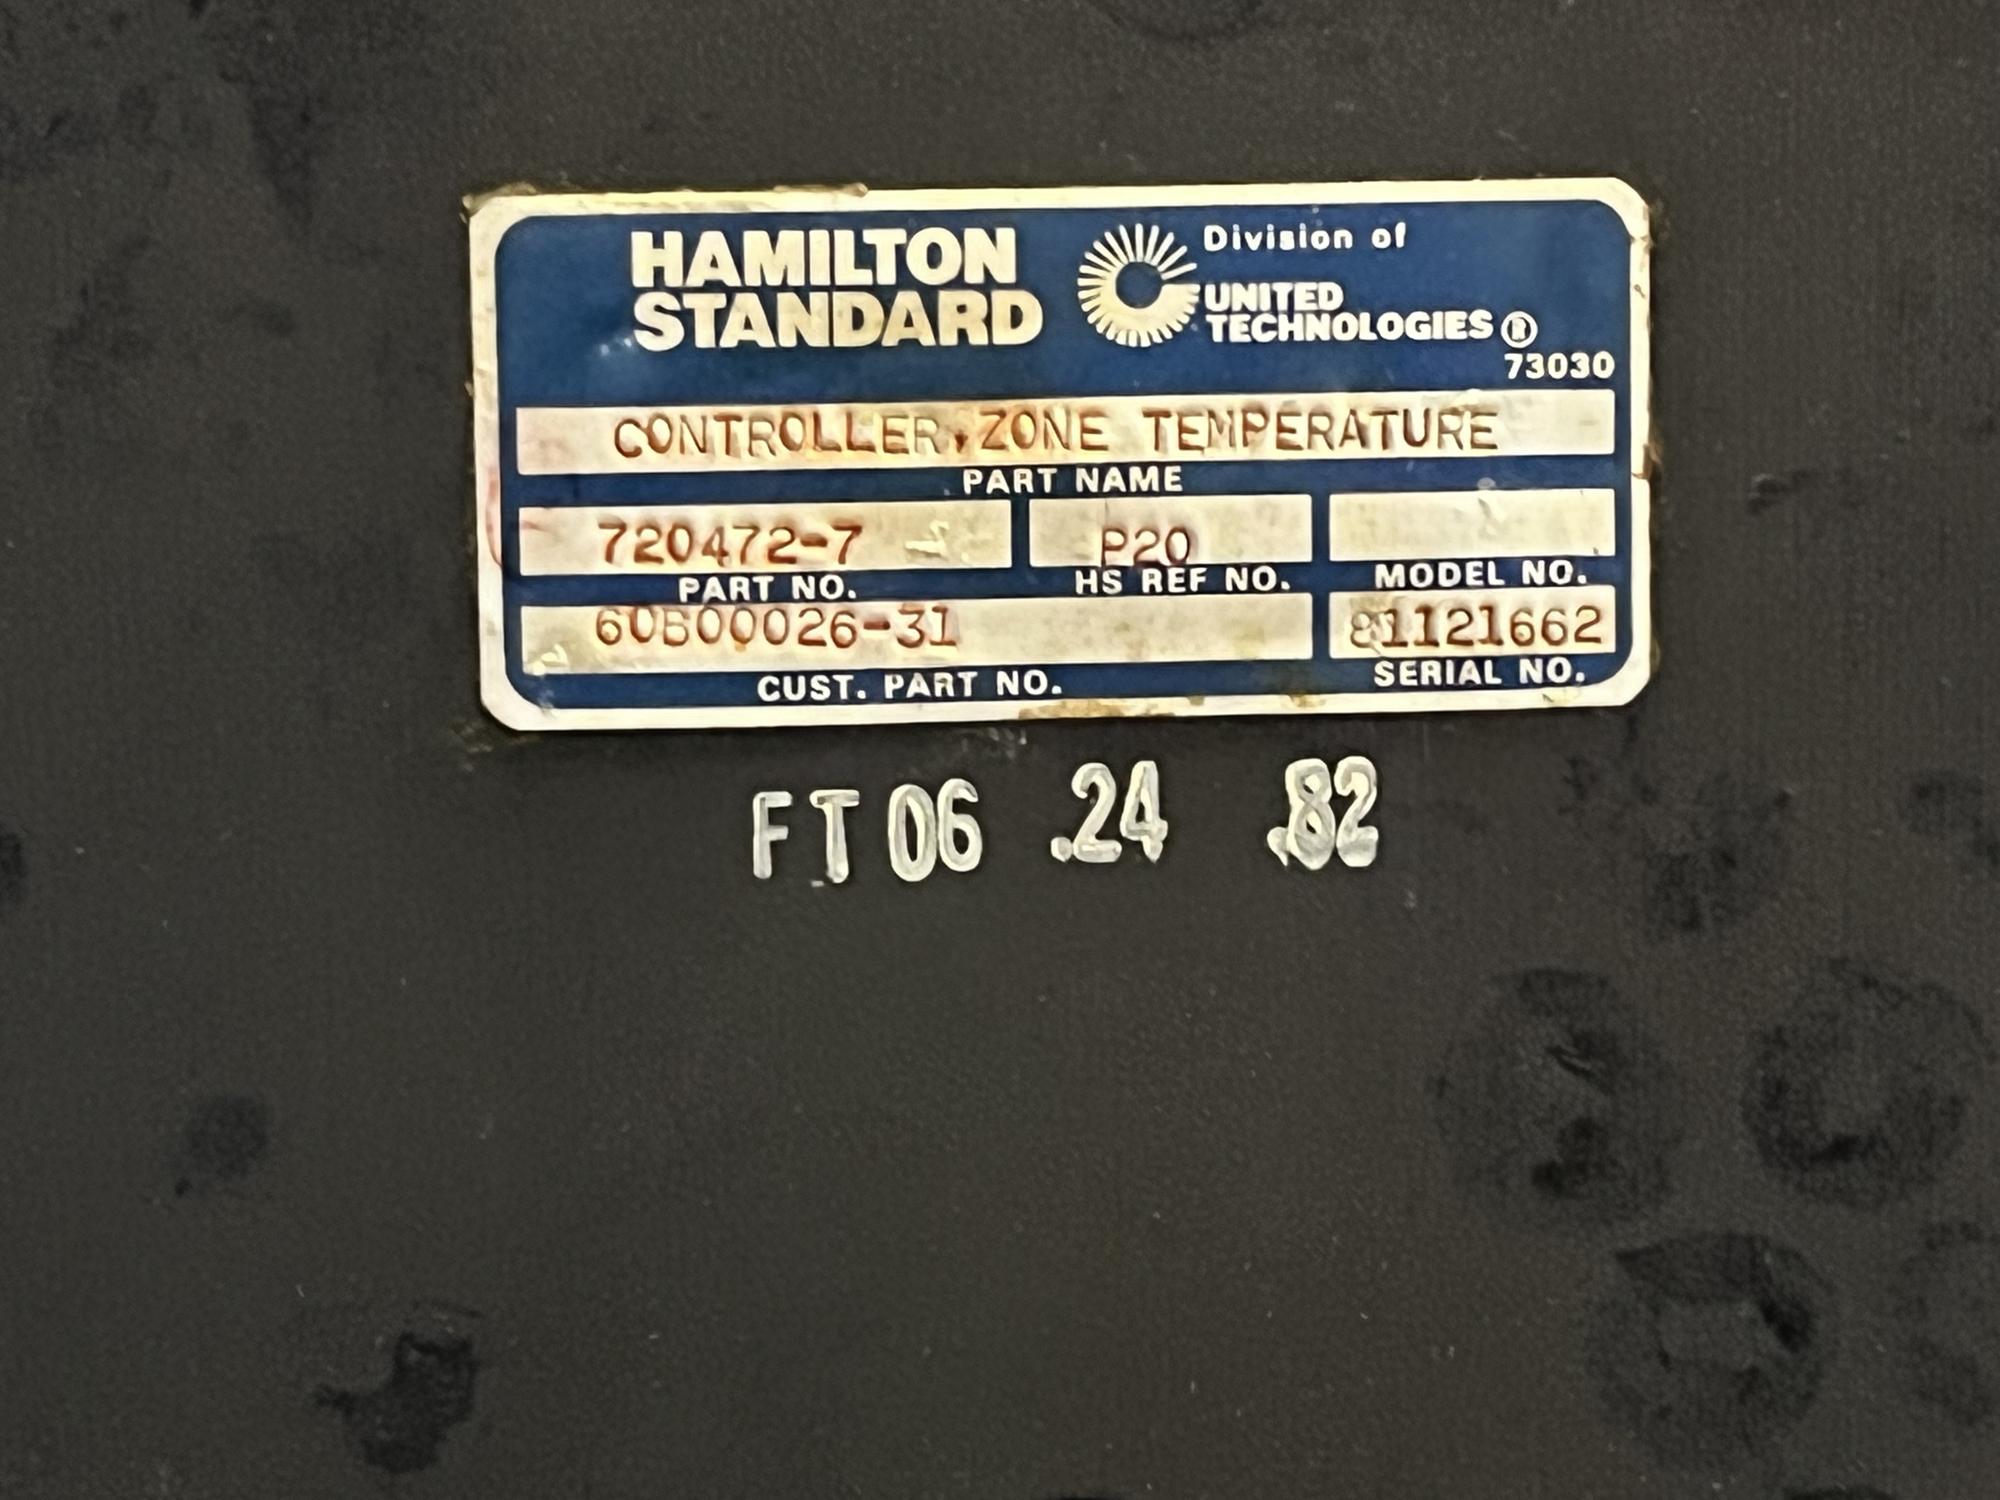 HAMILTON
STANDARD
Division of
UNITED
TECHNOLOGIES ®
73030
CONTROLLER,ZONE TEMPERATURE
PART NAME
720472-7
P20
PART NO.
HS REF NO.
MODEL NO.
60B00026-31
81121662
CUST. PART NO.
SERIAL NO.
FT 06 .24 .82